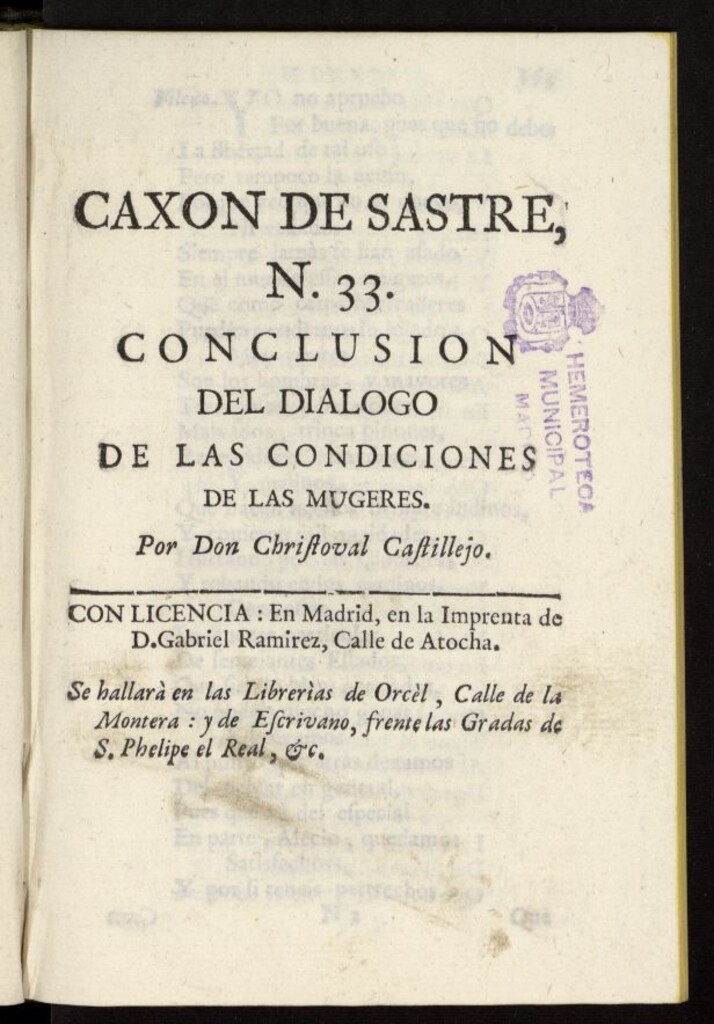 CAXON DE SASTRE,
N. 33.
CONCLUSION
DEL DIALOGO
DE LAS CONDICIONES
DE LAS MUGERES.
Por Don Chriſtoval Caſtillejo.
CON LICENCIA : En Madrid, en la Imprenta de
D.Gabriel Ramirez, Calle de Atocha.
Se hallarà en las Librerìas de Orcèl , Calle de la
Montera : y de Eſcrivano, frente las Gradas de
S. Phelipe el Real , &c.
HEMEROTECA
MUNICIPAL